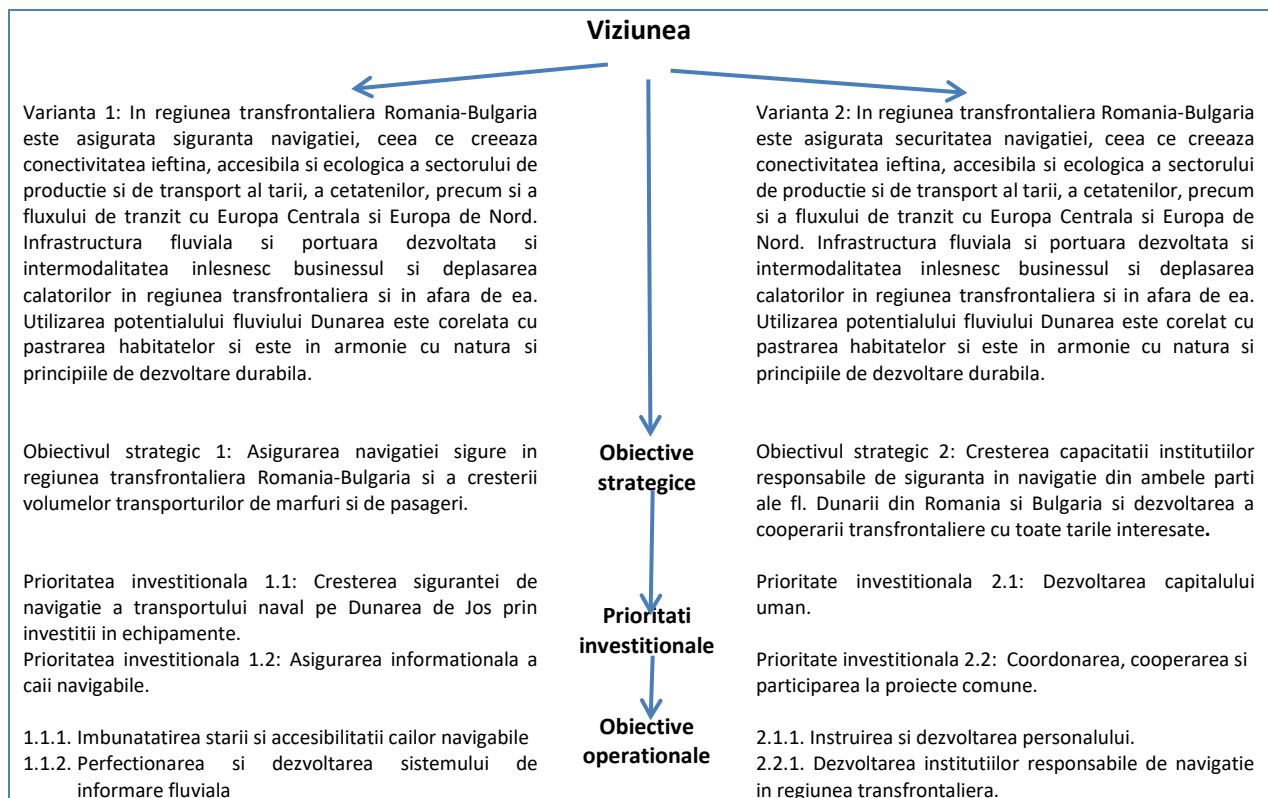 Viziunea
Varianta 1: In regiunea transfrontaliera Romania-Bulgaria
este asigurata siguranta navigatiei, ceea ce creeaza
conectivitatea ieftina, accesibila si ecologica a sectorului de
productie si de transport al tarii, a cetatenilor, precum si a
fluxului de tranzit cu Europa Centrala si Europa de Nord.
Infrastructura fluviala si portuara dezvoltata si
intermodalitatea inlesnesc businessul si deplasarea
calatorilor in regiunea transfrontaliera si in afara de ea.
Utilizarea potentialului fluviului Dunarea este corelata cu
pastrarea habitatelor si este in armonie cu natura si
principiile de dezvoltare durabila.
Varianta 2: In regiunea transfrontaliera Romania-Bulgaria
este asigurata securitatea navigatiei, ceea ce creeaza
conectivitatea ieftina, accesibila si ecologica a sectorului
de productie si de transport al tarii, a cetatenilor, precum
si a fluxului de tranzit cu Europa Centrala si Europa de
Nord. Infrastructura fluviala si portuara dezvoltata si
intermodalitatea inlesnesc businessul si deplasarea
calatorilor in regiunea transfrontaliera si in afara de ea.
Utilizarea potentialului fluviului Dunarea este corelat cu
pastrarea habitatelor si este in armonie cu natura si
principiile de dezvoltare durabila.
Obiectivul strategic 1: Asigurarea navigatiei sigure in
regiunea transfrontaliera Romania-Bulgaria si a cresterii
volumelor transporturilor de marfuri si de pasageri.
Obiective
strategice
Obiectivul strategic 2: Cresterea capacitatii institutiilor
responsabile de siguranta in navigatie din ambele parti
ale fl. Dunarii din Romania si Bulgaria si dezvoltarea a
cooperarii transfrontaliere cu toate tarile interesate.
Prioritatea investitionala 1.1: Cresterea sigurantei de
navigatie a transportului naval pe Dunarea de Jos prin
investitii in echipamente.
Prioritatea investitionala 1.2: Asigurarea informationala a
caii navigabile.
Prioritati
investitionale
Prioritate investitionala 2.1: Dezvoltarea capitalului
uman.
Prioritate investitionala 2.2: Coordonarea, cooperarea si
participarea la proiecte comune.
1.1.1. Imbunatatirea starii si accesibilitatii cailor navigabile
1.1.2. Perfectionarea si dezvoltarea sistemului de
informare fluviala
Obiective
operationale
2.1.1. Instruirea si dezvoltarea personalului.
2.2.1. Dezvoltarea institutiilor responsabile de navigatie
in regiunea transfrontaliera.